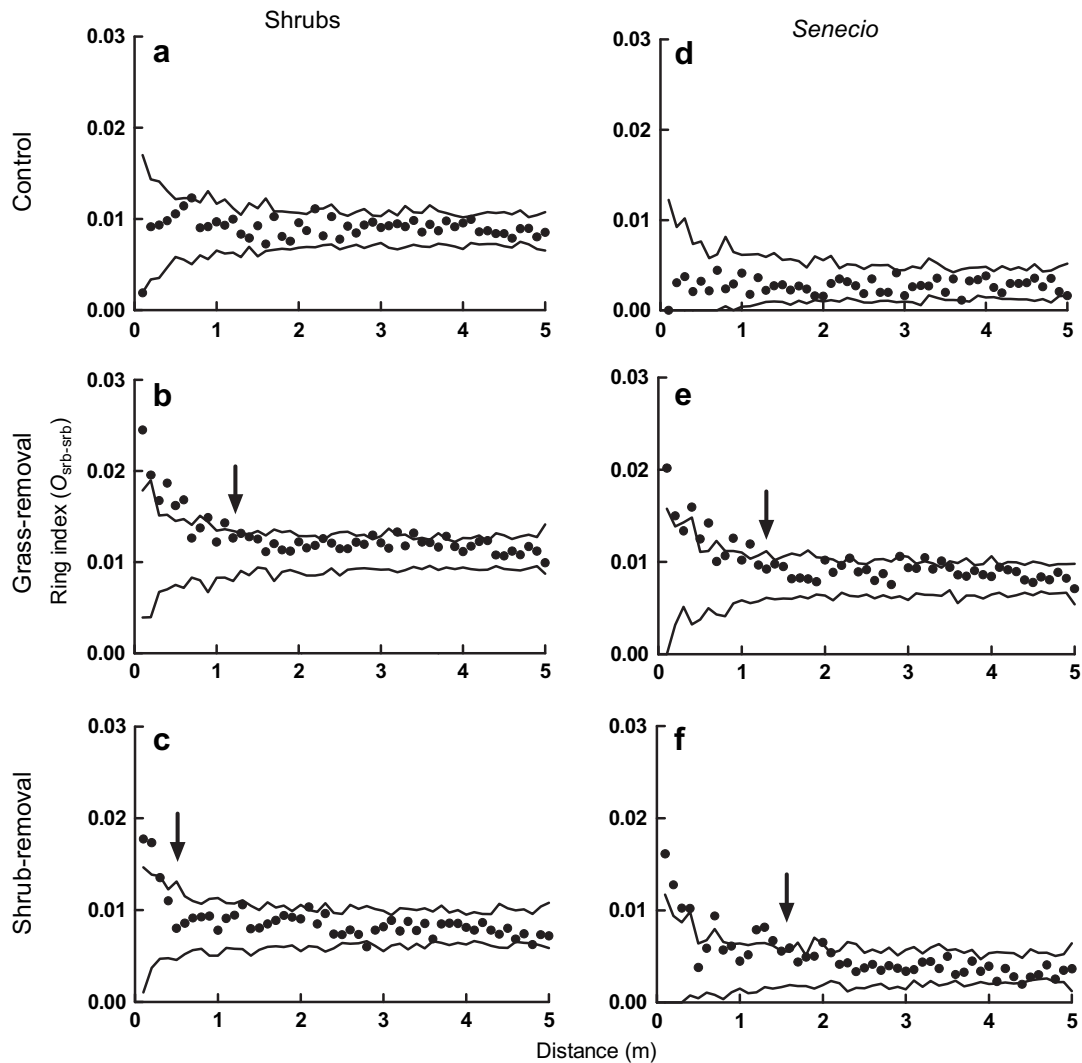 Shrubs
Senecio
Control
a
0.03
0.02
0.01
0.00
0 1 2 3 4 5
d
0.03
0.02
0.01
0.00
0 1 2 3 4 5
Grass-removal
Ring index (O srb-srb)
b
0.03
0.02
0.01
0.00
0 1 2 3 4 5
e
0.03
0.02
0.01
0.00
0 1 2 3 4 5
Shrub-removal
c
0.03
0.02
0.01
0.00
0 1 2 3 4 5
f
0.03
0.02
0.01
0.00
0 1 2 3 4 5
Distance (m)